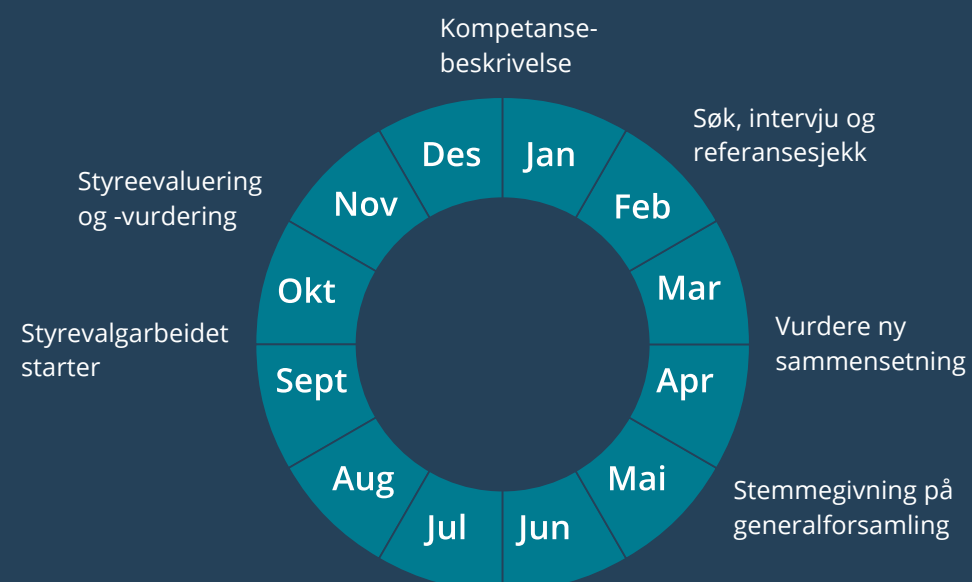 Kompetanse-
beskrivelse
Søk, intervju og
referansesjekk
Styreevaluering
og -vurdering
Styrevalgarbeidet
starter
Vurdere ny
sammensetning
Stemmegivning på
generalforsamling
Jan
Feb
Mar
Apr
Mai
Jun
Jul
Aug
Sept
Okt
Nov
Des